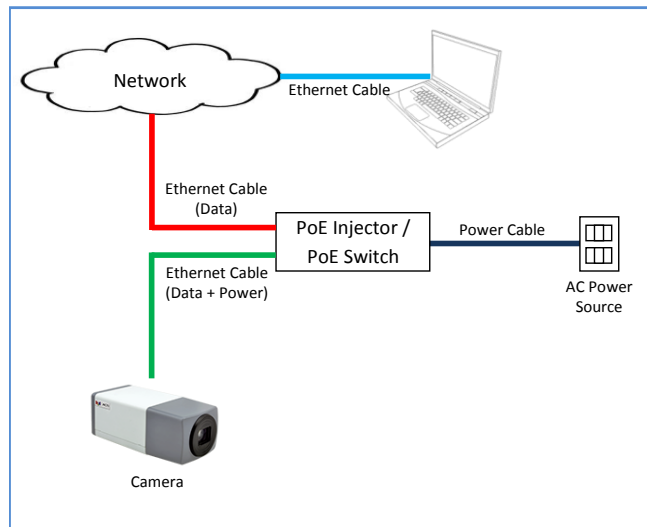 Network
Ethernet Cable
Ethernet Cable
(Data)
PoE Injector /
PoE Switch
Power Cable
Ethernet Cable
(Data + Power)
AC Power
Source
Camera